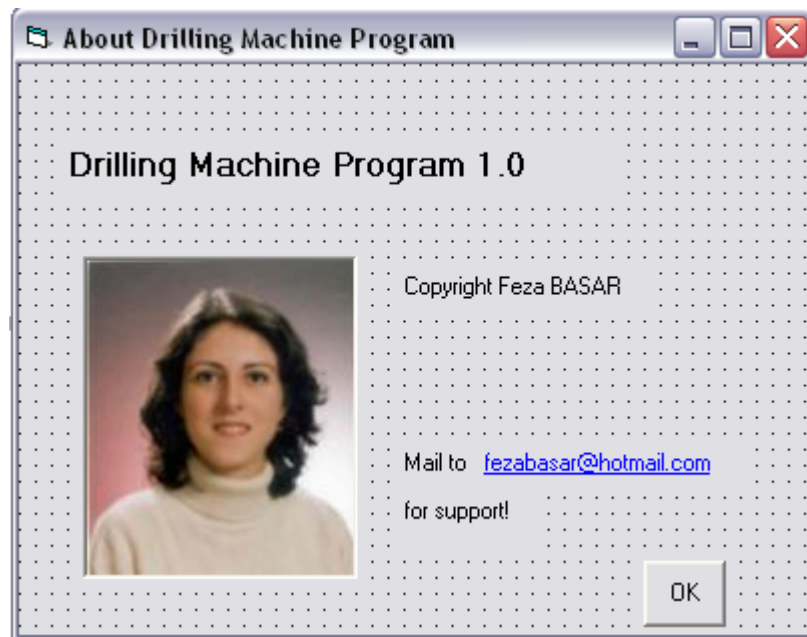 About Drilling Machine Program
Drilling Machine Program 1.0
Copyright Feza BASAR
Mail to fezabasar@hotmail.com
for support!
OK